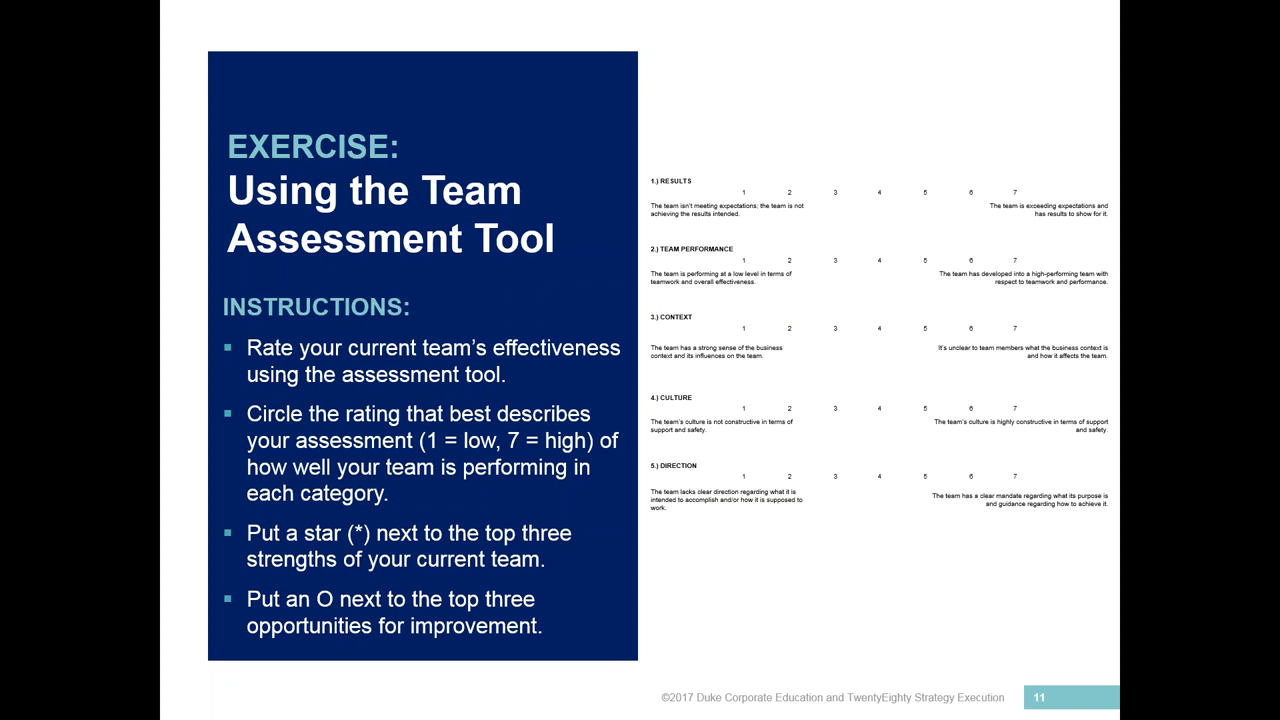 EXERCISE:
Using the Team
Assessment Tool
INSTRUCTIONS:
▪ Rate your current team’s effectiveness
using the assessment tool.
▪ Circle the rating that best describes
your assessment (1 = low, 7 = high) of
how well your team is performing in
each category.
▪ Put a star (*) next to the top three
strengths of your current team.
▪ Put an O next to the top three
opportunities for improvement.
1.) RESULTS
1 2 3 4 5 6 7
The team isn’t meeting expectations; the team is not
achieving the results intended.
The team is exceeding expectations and
has results to show for it.
2.) TEAM PERFORMANCE
1 2 3 4 5 6 7
The team is performing at a low level in terms of
teamwork and overall effectiveness.
The team has developed into a high-performing team with
respect to teamwork and performance.
3.) CONTEXT
1 2 3 4 5 6 7
The team has a strong sense of the business
context and its influences on the team.
It’s unclear to team members what the business context is
and how it affects the team.
4.) CULTURE
1 2 3 4 5 6 7
The team’s culture is not constructive in terms of
support and safety.
The team’s culture is highly constructive in terms of support
and safety.
5.) DIRECTION
1 2 3 4 5 6 7
The team lacks clear direction regarding what it is
intended to accomplish and/or how it is supposed to
work.
The team has a clear mandate regarding what its purpose is
and guidance regarding how to achieve it.
©2017 Duke Corporate Education and TwentyEighty Strategy Execution
11